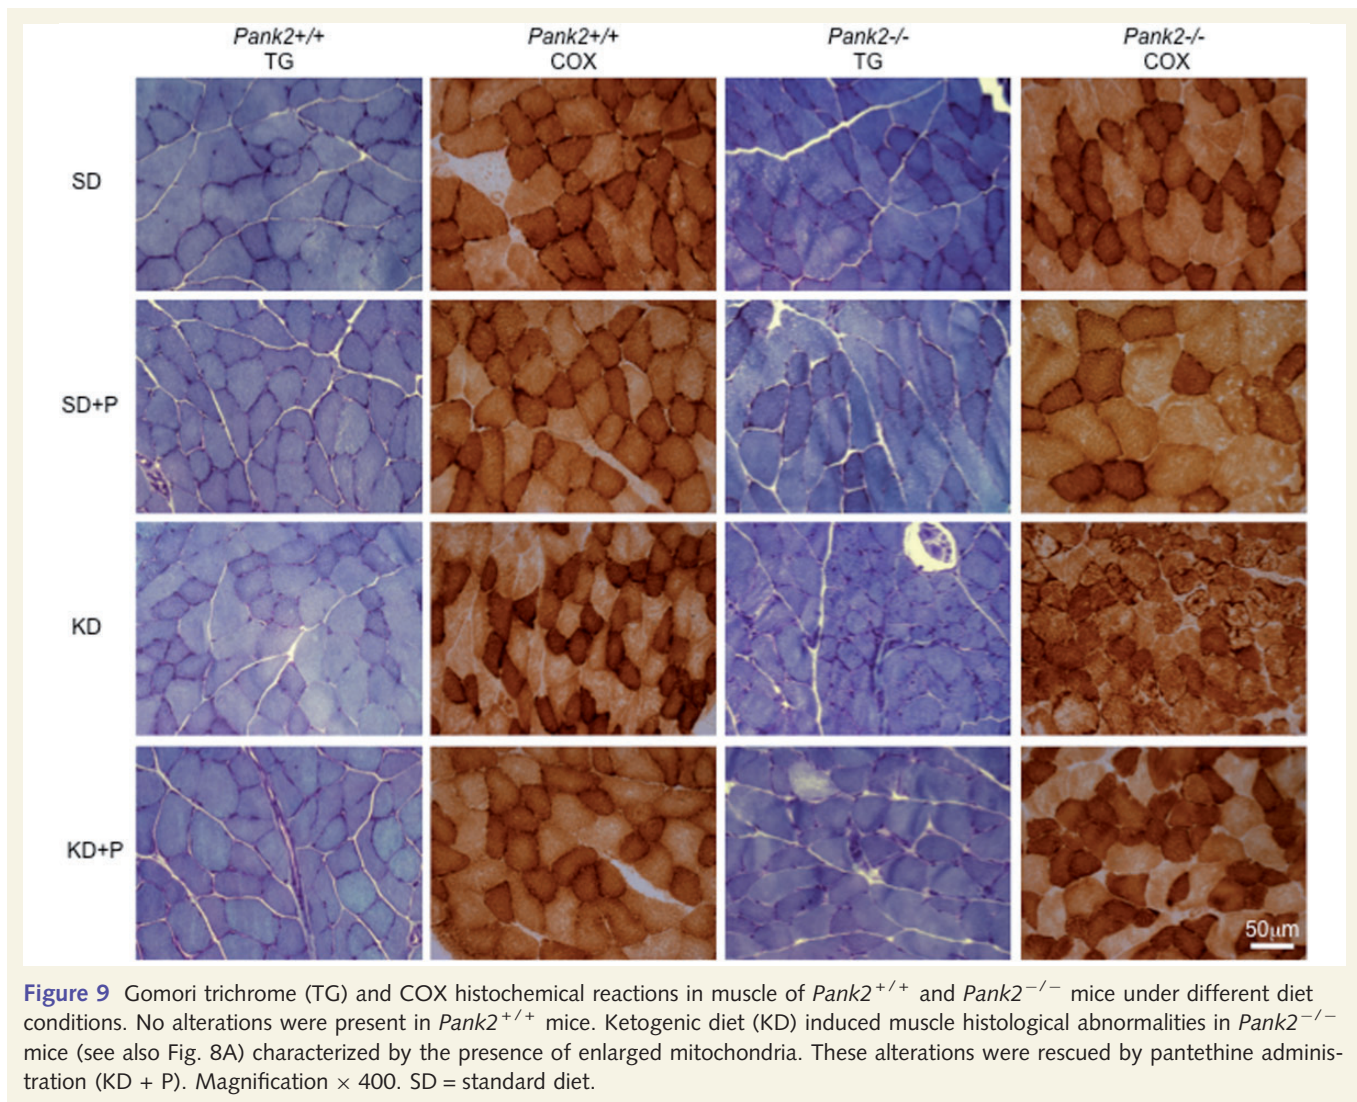 Pank2+/+ Pank2+/+ Pank2-/- Pank2-/-
TG COX TG COX
SD
SD+P
KD
KD+P
50µm
Figure 9 Gomori trichrome (TG) and COX histochemical reactions in muscle of Pank2+/+ and Pank2−/− mice under different diet
conditions. No alterations were present in Pank2+/+ mice. Ketogenic diet (KD) induced muscle histological abnormalities in Pank2−/−
mice (see also Fig. 8A) characterized by the presence of enlarged mitochondria. These alterations were rescued by pantethine adminis-
tration (KD + P). Magnification × 400. SD = standard diet.